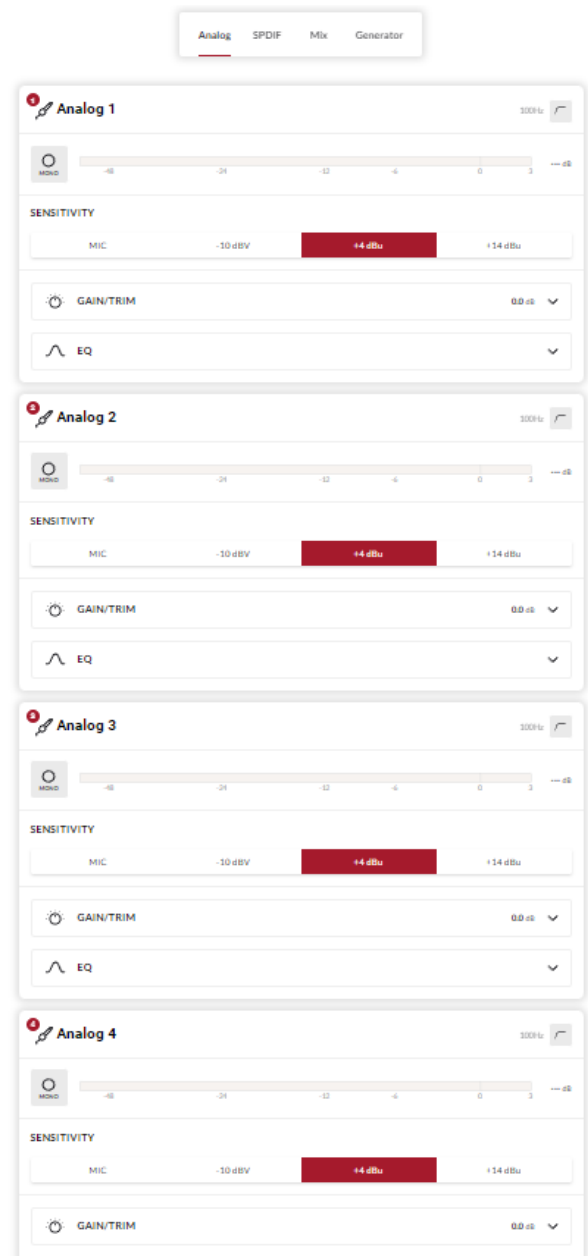 Analog SPDIF Mix Generator
1 Analog 1 100Hz
MONO -48 -24 -12 -6 0 3 --- dB
SENSITIVITY
MIC -10 dBV +4 dBu +14 dBu
GAIN/TRIM 0.0 dB
EQ
2 Analog 2 100Hz
MONO -48 -24 -12 -6 0 3 --- dB
SENSITIVITY
MIC -10 dBV +4 dBu +14 dBu
GAIN/TRIM 0.0 dB
EQ
3 Analog 3 100Hz
MONO -48 -24 -12 -6 0 3 --- dB
SENSITIVITY
MIC -10 dBV +4 dBu +14 dBu
GAIN/TRIM 0.0 dB
EQ
4 Analog 4 100Hz
MONO -48 -24 -12 -6 0 3 --- dB
SENSITIVITY
MIC -10 dBV +4 dBu +14 dBu
GAIN/TRIM 0.0 dB